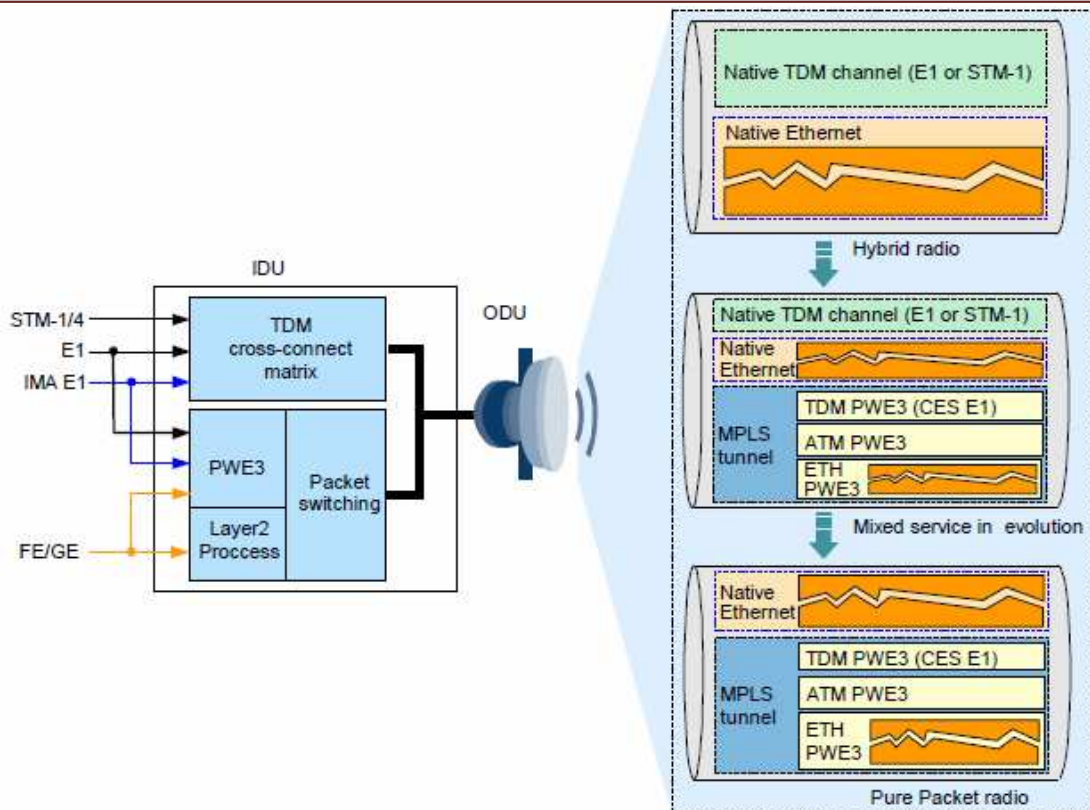 IDU
STM-1/4
E1
IMA E1
FE/GE
TDM
cross-connect
matrix
PWE3
Layer2
Proccess
Packet
switching
ODU
Native TDM channel (E1 or STM-1)
Native Ethernet
Hybrid radio
Native TDM channel (E1 or STM-1)
Native
Ethernet
MPLS
tunnel
TDM PWE3 (CES E1)
ATM PWE3
ETH
PWE3
Mixed service in evolution
Native
Ethernet
MPLS
tunnel
TDM PWE3 (CES E1)
ATM PWE3
ETH
PWE3
Pure Packet radio